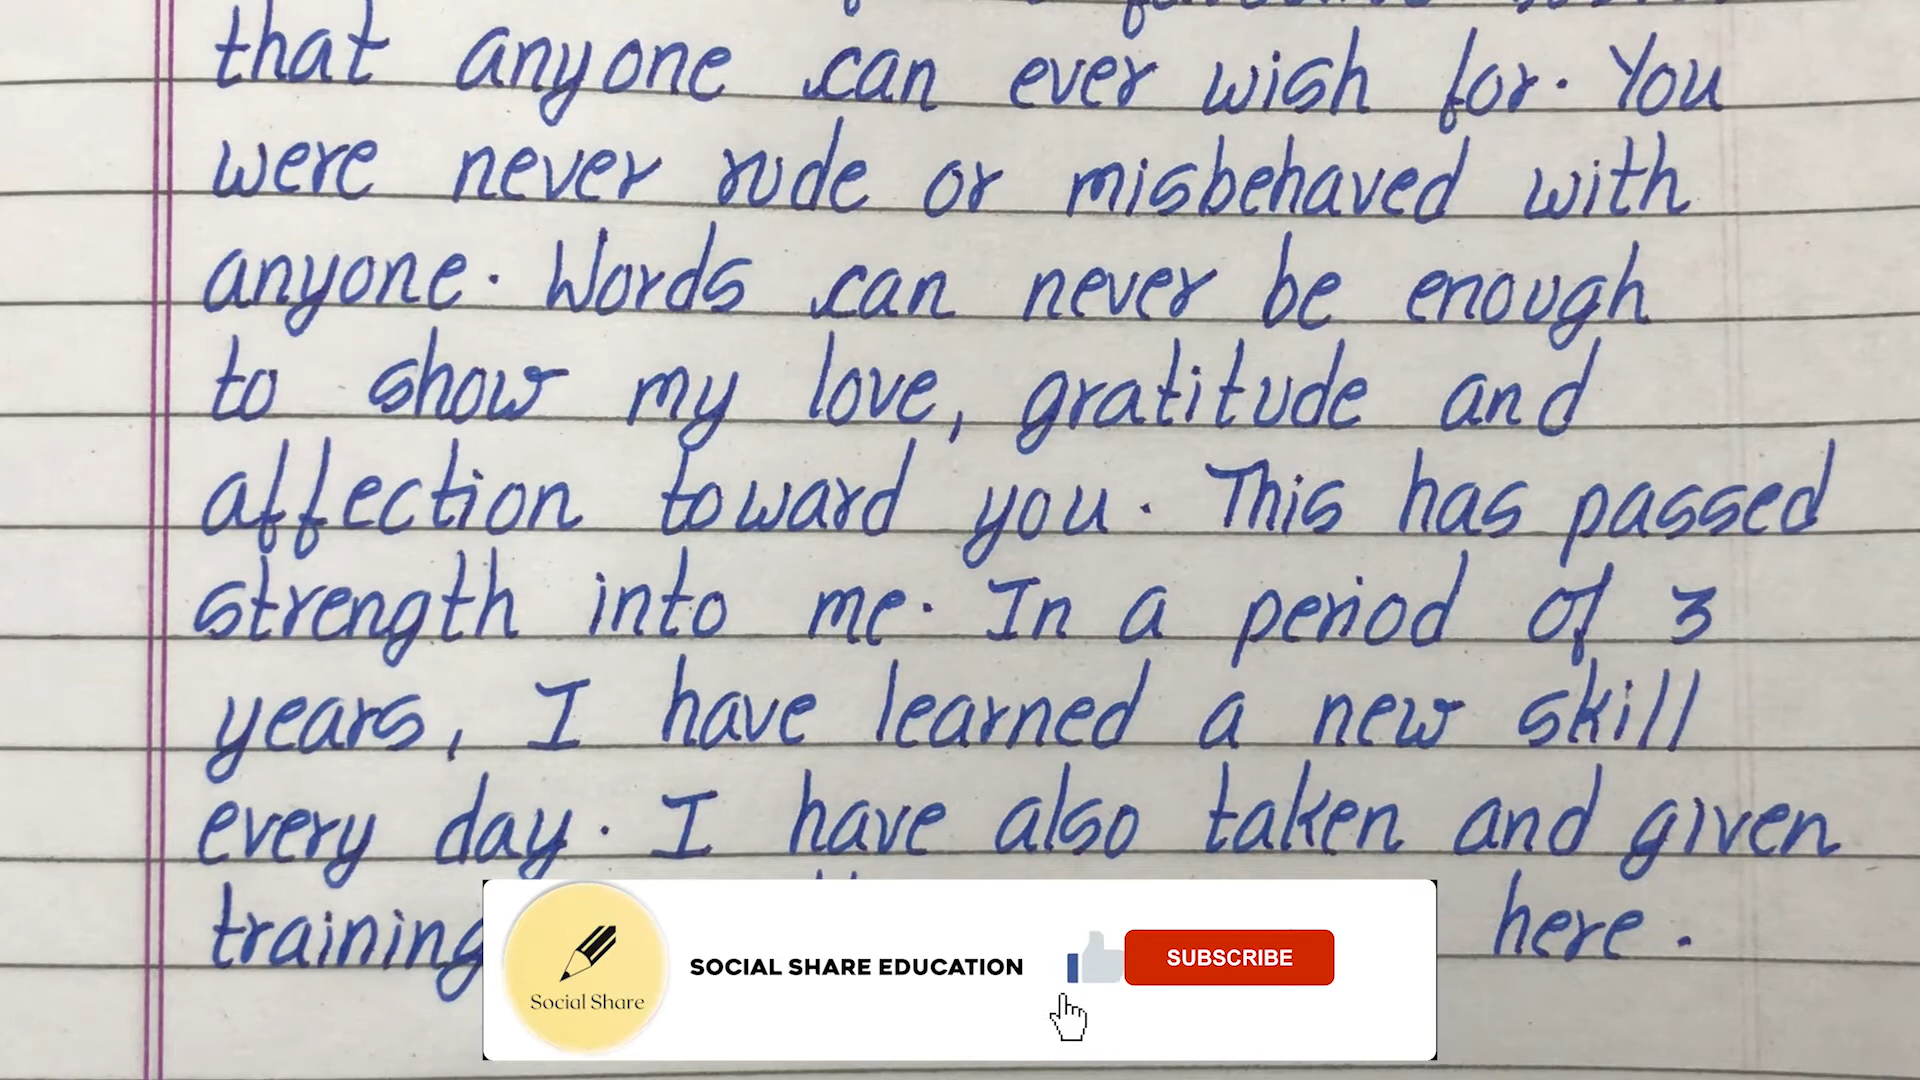 that anyone can ever wish for. You
were never rude or misbehaved with
anyone. Words can never be enough
to show my love, gratitude and
affection toward you. This has passed
strength into me. In a period of 3
years, I have learned a new skill
every day. I have also taken and given
training here.
Social Share
SOCIAL SHARE EDUCATION
SUBSCRIBE